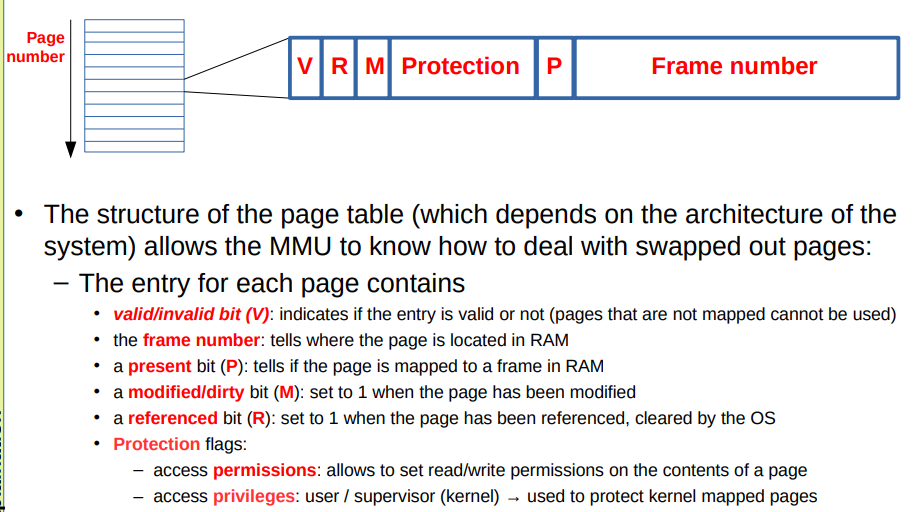 Page
number
V R M Protection P Frame number
• The structure of the page table (which depends on the architecture of the
system) allows the MMU to know how to deal with swapped out pages:
– The entry for each page contains
• valid/invalid bit (V): indicates if the entry is valid or not (pages that are not mapped cannot be used)
• the frame number: tells where the page is located in RAM
• a present bit (P): tells if the page is mapped to a frame in RAM
• a modified/dirty bit (M): set to 1 when the page has been modified
• a referenced bit (R): set to 1 when the page has been referenced, cleared by the OS
• Protection flags:
– access permissions: allows to set read/write permissions on the contents of a page
– access privileges: user / supervisor (kernel) → used to protect kernel mapped pages